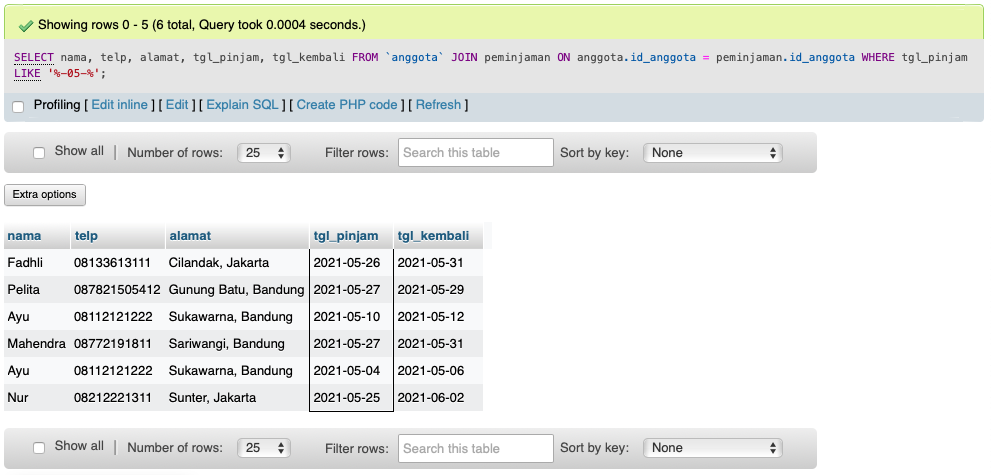 Showing rows 0 - 5 (6 total, Query took 0.0004 seconds.)
SELECT nama, telp, alamat, tgl_pinjam, tgl_kembali FROM `anggota` JOIN peminjaman ON anggota.id_anggota = peminjaman.id_anggota WHERE tgl_pinjam
LIKE '%-05-%';
Profiling [ Edit inline ] [ Edit ] [ Explain SQL ] [ Create PHP code ] [ Refresh ]
Show all | Number of rows: 25 Filter rows: Search this table Sort by key: None
Extra options
nama telp alamat tgl_pinjam tgl_kembali
Fadhli 08133613111 Cilandak, Jakarta 2021-05-26 2021-05-31
Pelita 087821505412 Gunung Batu, Bandung 2021-05-27 2021-05-29
Ayu 08112121222 Sukawarna, Bandung 2021-05-10 2021-05-12
Mahendra 08772191811 Sariwangi, Bandung 2021-05-27 2021-05-31
Ayu 08112121222 Sukawarna, Bandung 2021-05-04 2021-05-06
Nur 08212221311 Sunter, Jakarta 2021-05-25 2021-06-02
Show all | Number of rows: 25 Filter rows: Search this table Sort by key: None